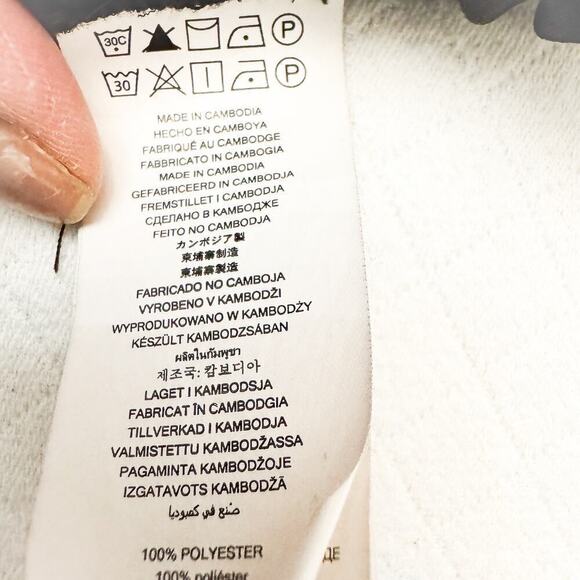 30C P
30 P
MADE IN CAMBODIA
HECHO EN CAMBOYA
FABRIQUÉ AU CAMBODGE
FABBRICATO IN CAMBOGIA
MADE IN CAMBODIA
GEFABRICEERD IN CAMBODJA
FREMSTILLET I CAMBODJA
СДЕЛАНО В КАМБОДЖЕ
FEITO NO CAMBODJA
カンボジア製
柬埔寨制造
柬埔寨製造
FABRICADO NO CAMBOJA
VYROBENO V KAMBODŽI
WYPRODUKOWANO W KAMBODŻY
KÉSZÜLT KAMBODZSÁBAN
ผลิตในกัมพูชา
제조국: 캄보디아
LAGET I KAMBODSJA
FABRICAT ÎN CAMBODGIA
TILLVERKAD I KAMBODJA
VALMISTETTU KAMBODŽASSA
PAGAMINTA KAMBODŽOJE
IZGATAVOTS KAMBODŽĀ
صنع في كمبوديا
100% POLYESTER
100% poliéster